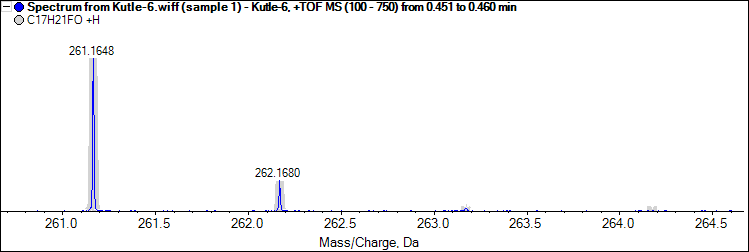 Spectrum from Kutle-6.wiff (sample 1) - Kutle-6, +TOF MS (100 - 750) from 0.451 to 0.460 min
C17H21FO +H
261.1648
262.1680
261.0 261.5 262.0 262.5 263.0 263.5 264.0 264.5
Mass/Charge, Da